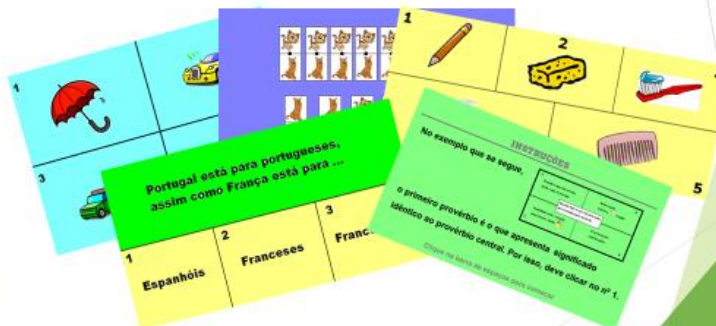 1
3
1
2
5
Portugal está para portugueses,
assim como França está para ...
1
Espanhóis
2
Franceses
3
INSTRUÇÕES
No exemplo que se segue,
o primeiro provérbio é o que apresenta significado
idêntico ao provérbio central. Por isso, deve clicar no nº 1.
Clique na barra de espaços para começar